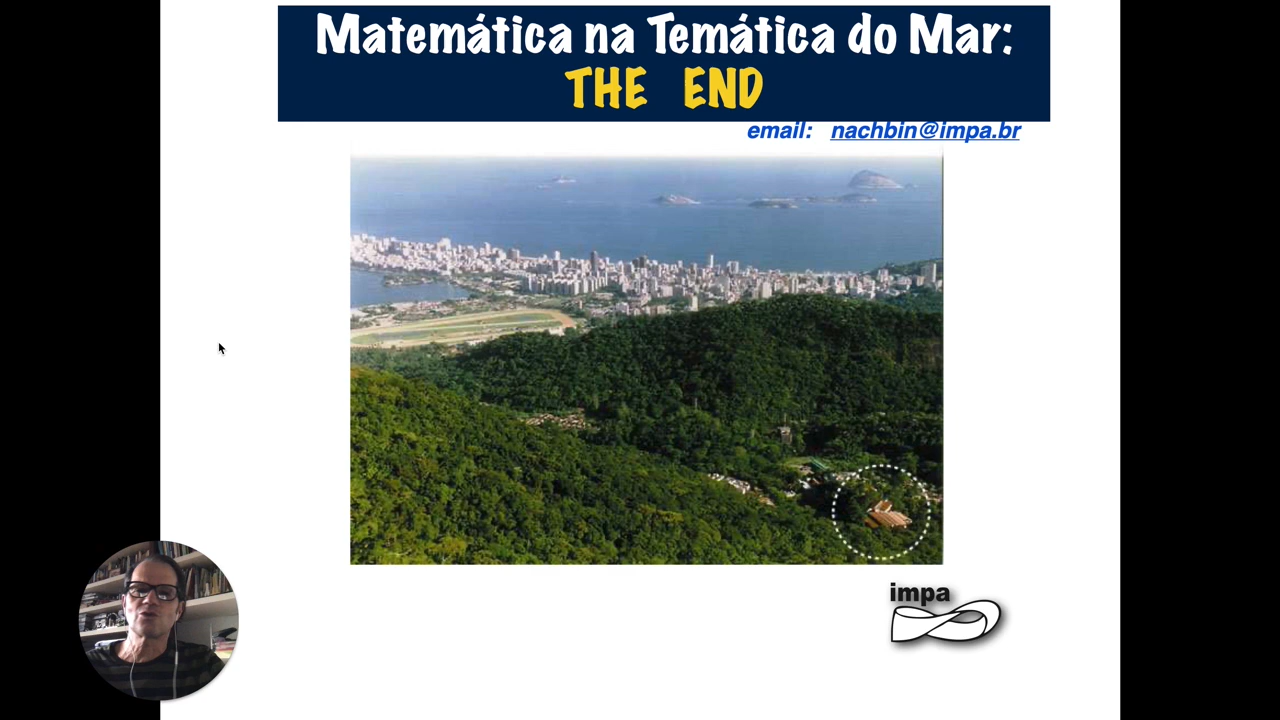 Matemática na Temática do Mar:
THE END
email: nachbin@impa.br
impa